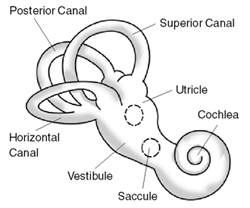 Posterior Canal
Superior Canal
Utricle
Cochlea
Horizontal
Canal
Vestibule
Saccule